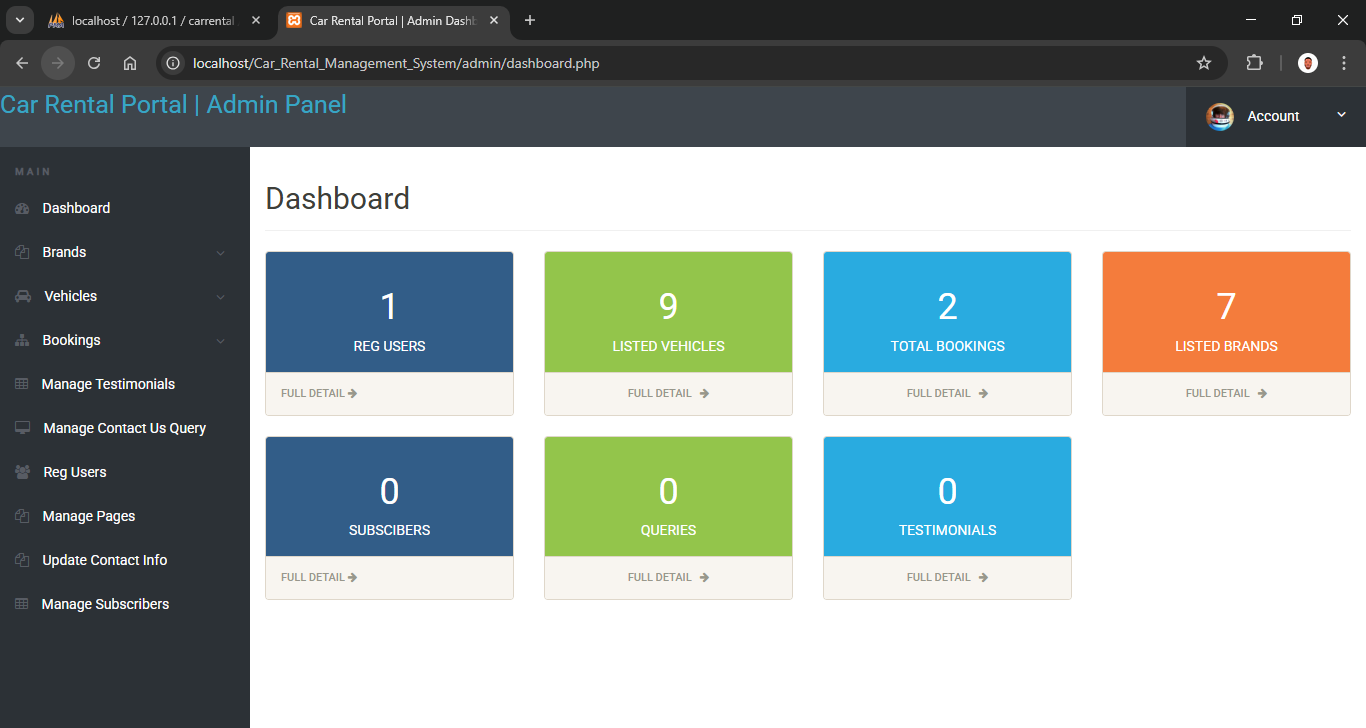 localhost / 127.0.0.1 / carrental
Car Rental Portal | Admin Dashb
localhost/Car_Rental_Management_System/admin/dashboard.php
Car Rental Portal | Admin Panel
Account
MAIN
Dashboard
Brands
Vehicles
Bookings
Manage Testimonials
Manage Contact Us Query
Reg Users
Manage Pages
Update Contact Info
Manage Subscribers
Dashboard
1
REG USERS
FULL DETAIL
9
LISTED VEHICLES
FULL DETAIL
2
TOTAL BOOKINGS
FULL DETAIL
7
LISTED BRANDS
FULL DETAIL
0
SUBSCIBERS
FULL DETAIL
0
QUERIES
FULL DETAIL
0
TESTIMONIALS
FULL DETAIL